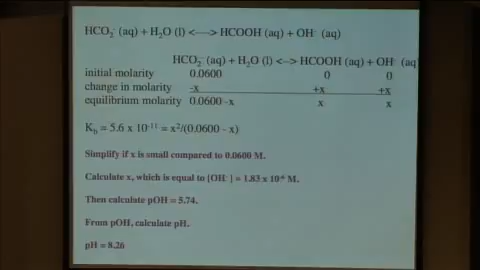 HCO₂⁻ (aq) + H₂O (l) <----> HCOOH (aq) + OH⁻ (aq)
HCO₂⁻ (aq) + H₂O (l) <--> HCOOH (aq) + OH⁻ (aq
initial molarity 0.0600 0 0
change in molarity -x +x +x
equilibrium molarity 0.0600 -x x x
K_b = 5.6 x 10⁻¹¹ = x²/(0.0600 - x)
Simplify if x is small compared to 0.0600 M.
Calculate x, which is equal to [OH⁻] = 1.83 x 10⁻⁶ M.
Then calculate pOH = 5.74.
From pOH, calculate pH.
pH = 8.26